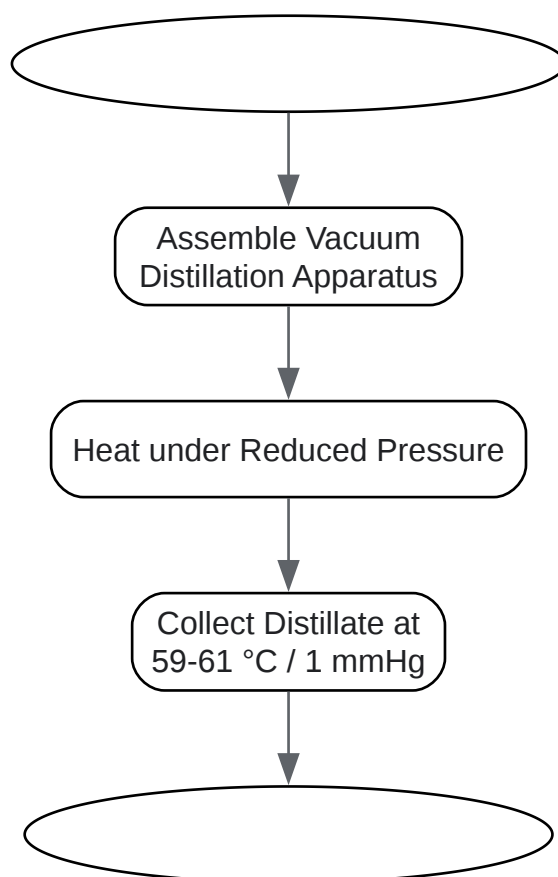 Assemble Vacuum
Distillation Apparatus
Heat under Reduced Pressure
Collect Distillate at
59-61 °C / 1 mmHg